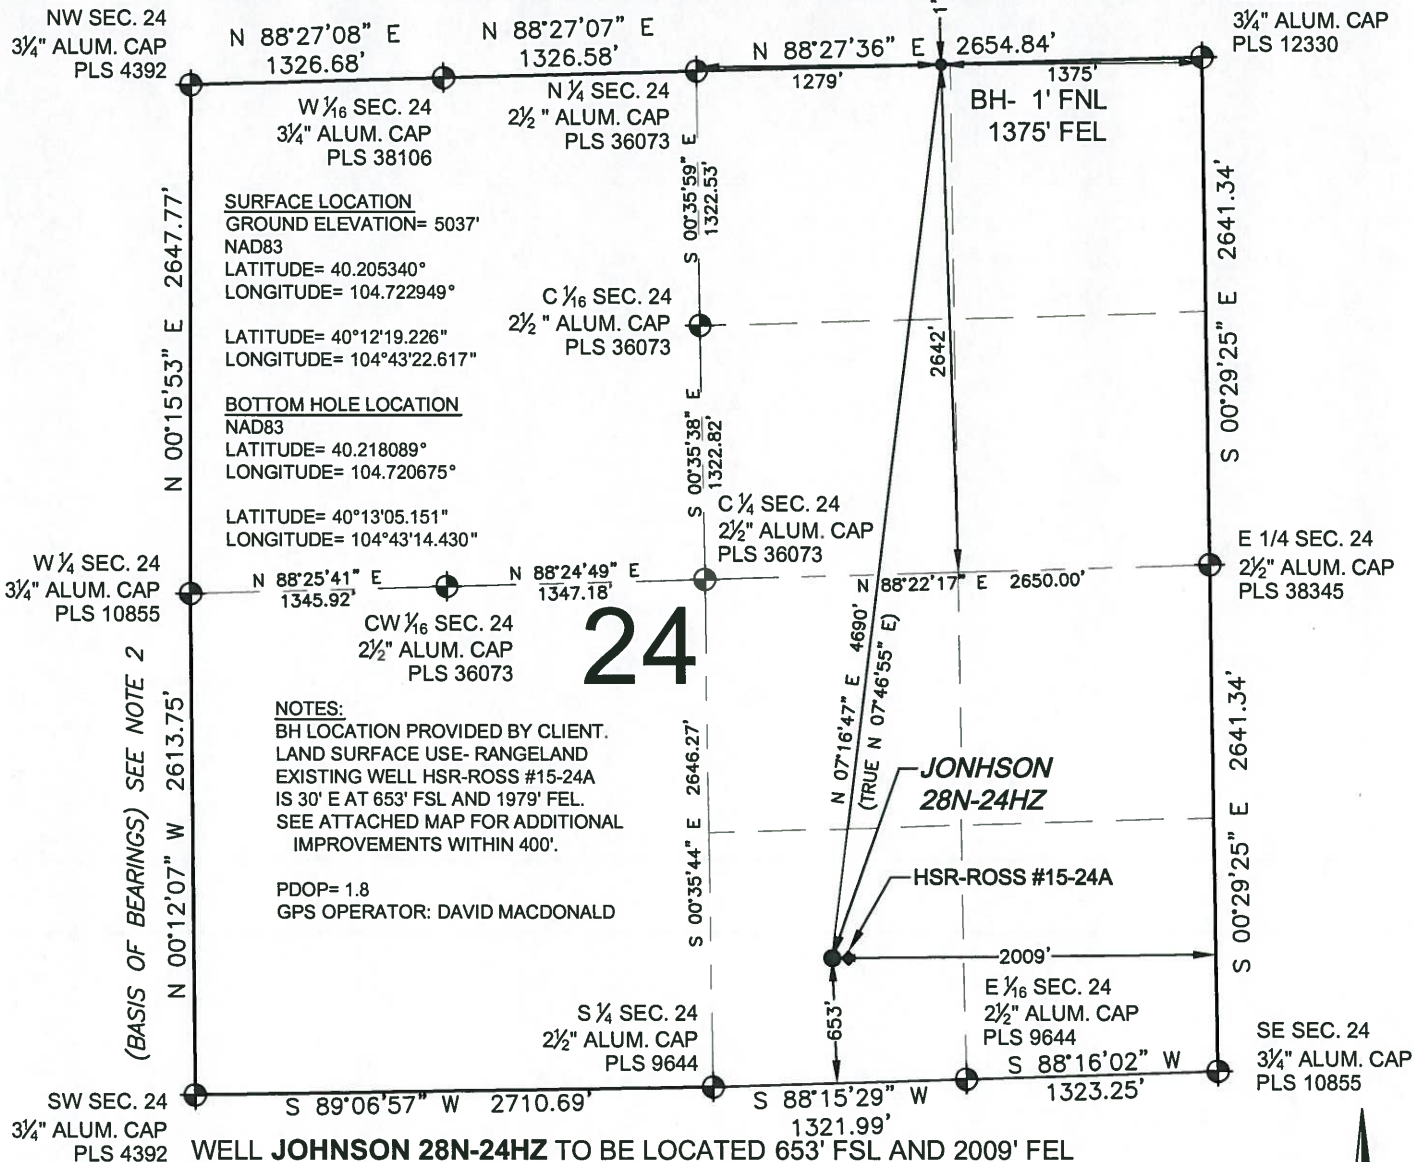 NW SEC. 24
3¼" ALUM. CAP
PLS 4392
N 88°27'08" E
1326.68'
N 88°27'07" E
1326.58'
N 88°27'36" E 2654.84'
1279'
1375'
1"
3¼" ALUM. CAP
PLS 12330
W 1/16 SEC. 24
3¼" ALUM. CAP
PLS 38106
N ¼ SEC. 24
2½ " ALUM. CAP
PLS 36073
BH- 1' FNL
1375' FEL
N 00°15'53" E 2647.77'
SURFACE LOCATION
GROUND ELEVATION= 5037'
NAD83
LATITUDE= 40.205340°
LONGITUDE= 104.722949°
LATITUDE= 40°12'19.226"
LONGITUDE= 104°43'22.617"
BOTTOM HOLE LOCATION
NAD83
LATITUDE= 40.218089°
LONGITUDE= 104.720675°
LATITUDE= 40°13'05.151"
LONGITUDE= 104°43'14.430"
S 00°35'59" E
1322.53'
C 1/16 SEC. 24
2½ " ALUM. CAP
PLS 36073
S 00°35'38" E
1322.82'
2642'
S 00°29'25" E 2641.34'
C ¼ SEC. 24
2½" ALUM. CAP
PLS 36073
E 1/4 SEC. 24
2½" ALUM. CAP
PLS 38345
W ¼ SEC. 24
3¼" ALUM. CAP
PLS 10855
N 88°25'41" E
1345.92'
N 88°24'49" E
1347.18'
N 88°22'17" E 2650.00'
CW 1/16 SEC. 24
2½" ALUM. CAP
PLS 36073
24
(BASIS OF BEARINGS) SEE NOTE 2
N 00°12'07" W 2613.75'
NOTES:
BH LOCATION PROVIDED BY CLIENT.
LAND SURFACE USE- RANGELAND
EXISTING WELL HSR-ROSS #15-24A
IS 30' E AT 653' FSL AND 1979' FEL.
SEE ATTACHED MAP FOR ADDITIONAL
IMPROVEMENTS WITHIN 400'.
PDOP= 1.8
GPS OPERATOR: DAVID MACDONALD
S 00°35'44" E 2646.27'
N 07°16'47" E 4690'
(TRUE N 07°46'55" E)
JONHSON
28N-24HZ
HSR-ROSS #15-24A
S 00°29'25" E 2641.34'
2009'
653'
E 1/16 SEC. 24
2½" ALUM. CAP
PLS 9644
S ¼ SEC. 24
2½" ALUM. CAP
PLS 9644
SE SEC. 24
3¼" ALUM. CAP
PLS 10855
SW SEC. 24
3¼" ALUM. CAP
PLS 4392
S 89°06'57" W 2710.69'
S 88°15'29" W
1321.99'
S 88°16'02" W
1323.25'
WELL JOHNSON 28N-24HZ TO BE LOCATED 653' FSL AND 2009' FEL